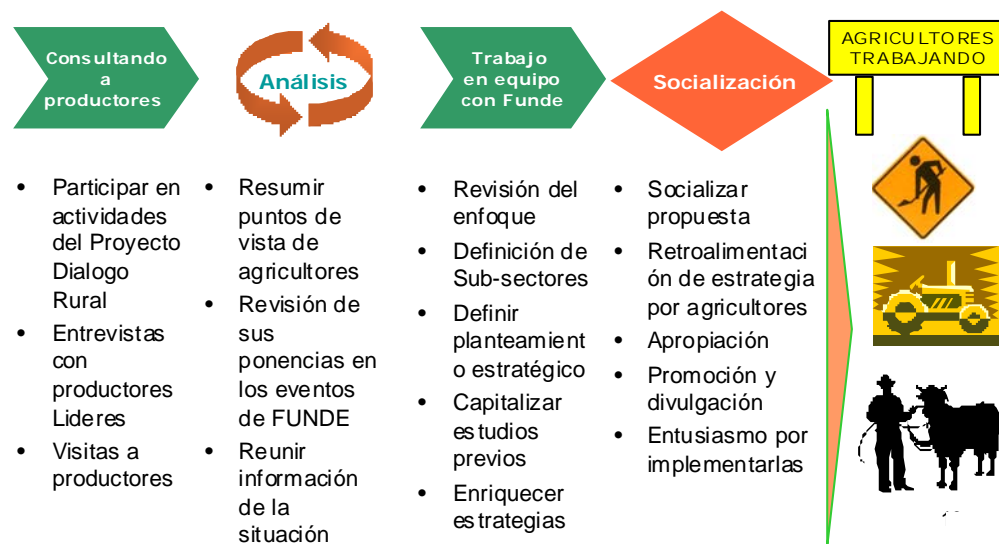 Consultando
a
productores
Análisis
Trabajo
en equipo
con Funde
Socialización
AGRICULTORES
TRABAJANDO
• Participar en
actividades
del Proyecto
Dialogo
Rural
• Entrevistas
con
productores
Lideres
• Visitas a
productores
• Resumir
puntos de
vista de
agricultores
• Revisión de
sus
ponencias en
los eventos
de FUNDE
• Reunir
información
de la
situación
• Revisión del
enfoque
• Definición de
Sub-sectores
• Definir
planteamient
o estratégico
• Capitalizar
estudios
previos
• Enriquecer
estrategias
• Socializar
propuesta
• Retroalimentaci
ón de estrategia
por agricultores
• Apropiación
• Promoción y
divulgación
• Entusiasmo por
implementarlas